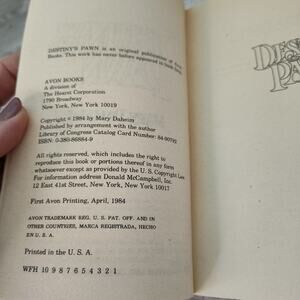 DESTINY'S PAWN is an original publication of Avon
Books. This work has never before appeared in book form.
AVON BOOKS
A division of
The Hearst Corporation
1790 Broadway
New York, New York 10019
Copyright © 1984 by Mary Daheim
Published by arrangement with the author
Library of Congress Catalog Card Number: 84-90792
ISBN: 0-380-86884-9
All rights reserved, which includes the right to
reproduce this book or portions thereof in any form
whatsoever except as provided by the U. S. Copyright Law.
For information address Donald McCampbell, Inc.
12 East 41st Street, New York, New York 10017
First Avon Printing, April, 1984
AVON TRADEMARK REG. U. S. PAT. OFF. AND IN
OTHER COUNTRIES, MARCA REGISTRADA, HECHO
EN U. S. A.
Printed in the U. S. A.
WFH 10 9 8 7 6 5 4 3 2 1